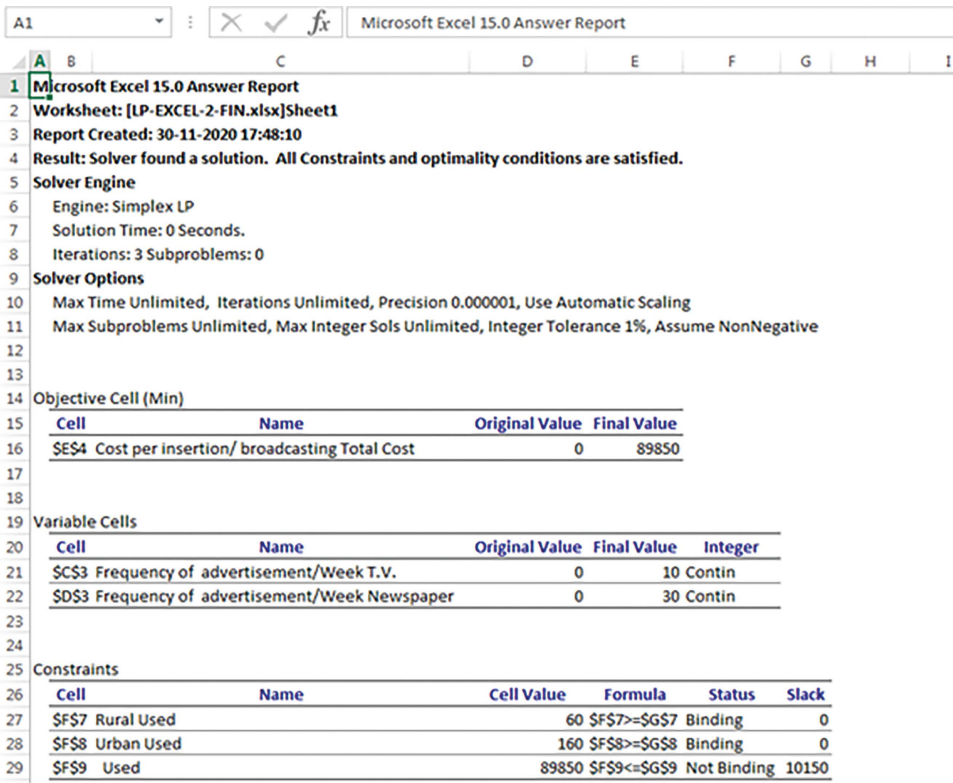 A1 fx Microsoft Excel 15.0 Answer Report
A B C D E F G H I
1 Microsoft Excel 15.0 Answer Report
2 Worksheet: [LP-EXCEL-2-FIN.xlsx]Sheet1
3 Report Created: 30-11-2020 17:48:10
4 Result: Solver found a solution. All Constraints and optimality conditions are satisfied.
5 Solver Engine
6 Engine: Simplex LP
7 Solution Time: 0 Seconds.
8 Iterations: 3 Subproblems: 0
9 Solver Options
10 Max Time Unlimited, Iterations Unlimited, Precision 0.000001, Use Automatic Scaling
11 Max Subproblems Unlimited, Max Integer Sols Unlimited, Integer Tolerance 1%, Assume NonNegative
12
13
14 Objective Cell (Min)
15 Cell Name Original Value Final Value
16 $E$4 Cost per insertion/ broadcasting Total Cost 0 89850
17
18
19 Variable Cells
20 Cell Name Original Value Final Value Integer
21 $C$3 Frequency of advertisement/Week T.V. 0 10 Contin
22 $D$3 Frequency of advertisement/Week Newspaper 0 30 Contin
23
24
25 Constraints
26 Cell Name Cell Value Formula Status Slack
27 $F$7 Rural Used 60 $F$7>=$G$7 Binding 0
28 $F$8 Urban Used 160 $F$8>=$G$8 Binding 0
29 $F$9 Used 89850 $F$9<=$G$9 Not Binding 10150